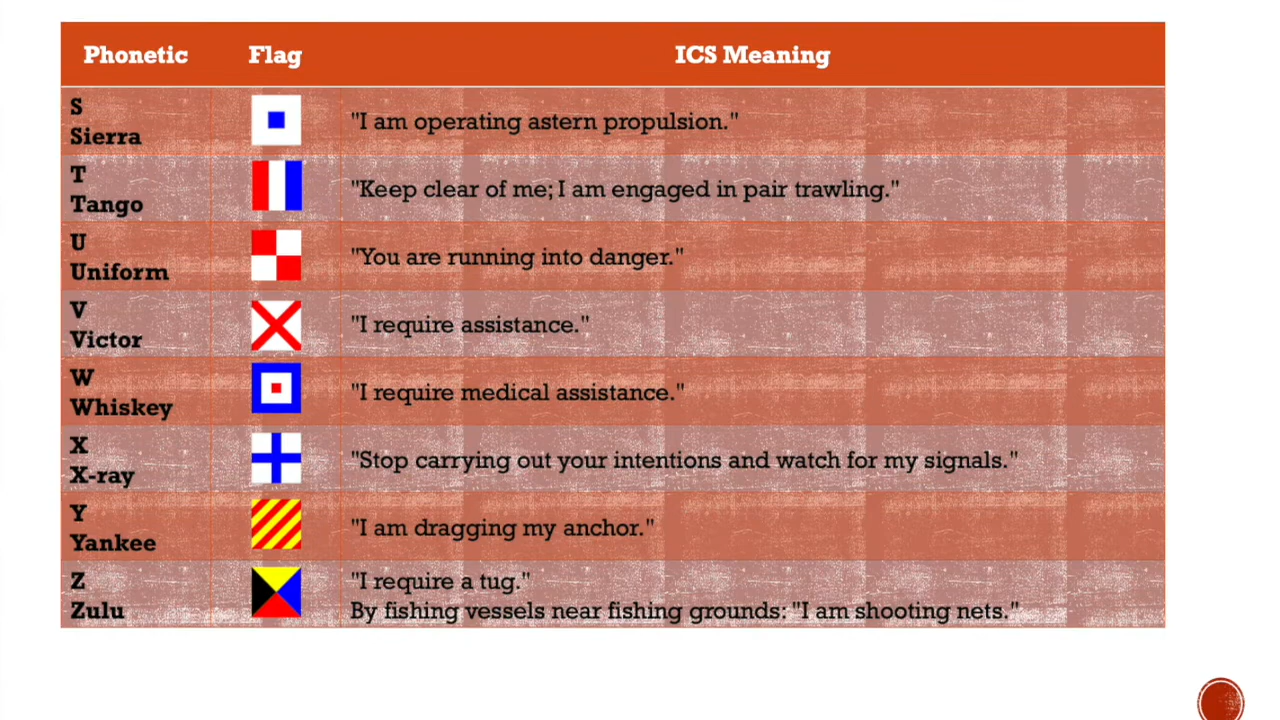 Phonetic Flag ICS Meaning
S
Sierra
"I am operating astern propulsion."
T
Tango
"Keep clear of me; I am engaged in pair trawling."
U
Uniform
"You are running into danger."
V
Victor
"I require assistance."
W
Whiskey
"I require medical assistance."
X
X-ray
"Stop carrying out your intentions and watch for my signals."
Y
Yankee
"I am dragging my anchor."
Z
Zulu
"I require a tug."
By fishing vessels near fishing grounds: "I am shooting nets."